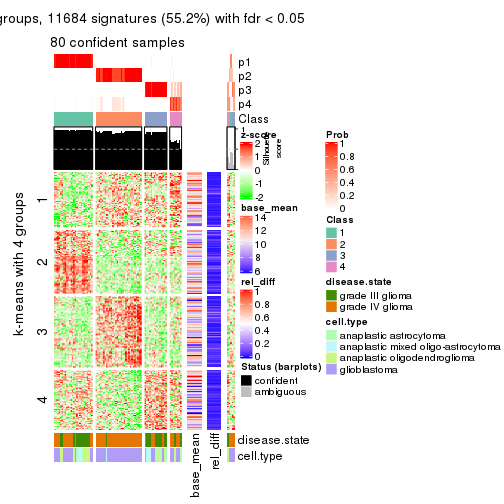 groups, 11684 signatures (55.2%) with fdr < 0.05
80 confident samples
p1
p2
p3
p4
Class
1
Silhouette
score
k-means with 4 groups
1
2
3
4
base_mean
rel_diff
disease.state
cell.type
z-score
2
1
0
-1
-2
base_mean
14
12
10
8
6
rel_diff
1
0.8
0.6
0.4
0.2
0
Status (barplots)
confident
ambiguous
Prob
1
0.8
0.6
0.4
0.2
0
Class
1
2
3
4
disease.state
grade III glioma
grade IV glioma
cell.type
anaplastic astrocytoma
anaplastic mixed oligo-astrocytoma
anaplastic oligodendroglioma
glioblastoma